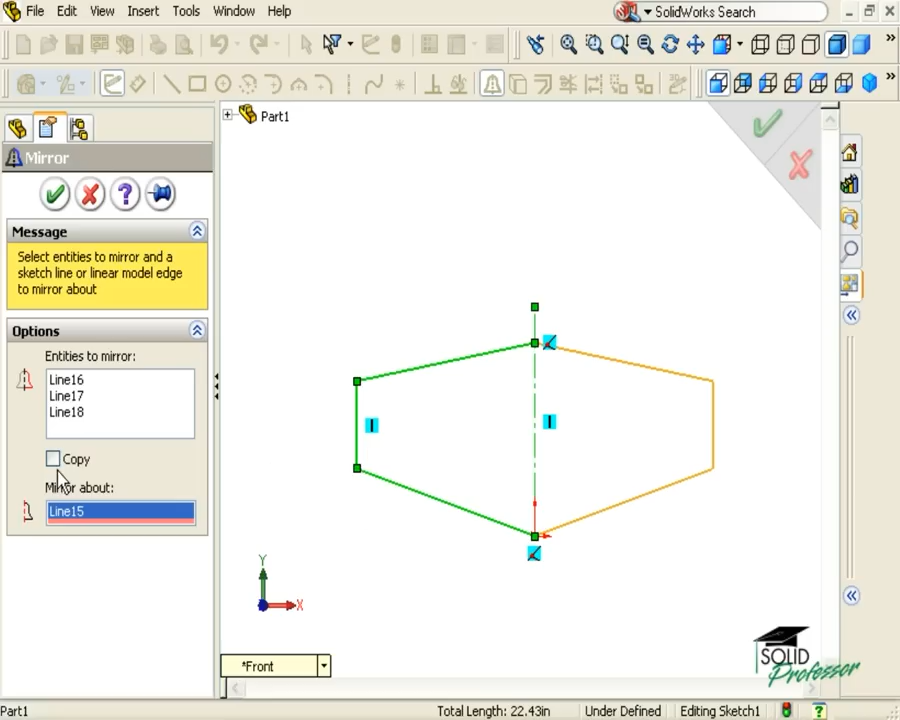 File Edit View Insert Tools Window Help SolidWorks Search
Part1
Mirror
Message
Select entities to mirror and a
sketch line or linear model edge
to mirror about
Options
Entities to mirror:
Line16
Line17
Line18
Copy
Mirror about:
Line15
Y
X
*Front
SOLID
Professor
Part1 Total Length: 22.43in Under Defined Editing Sketch1